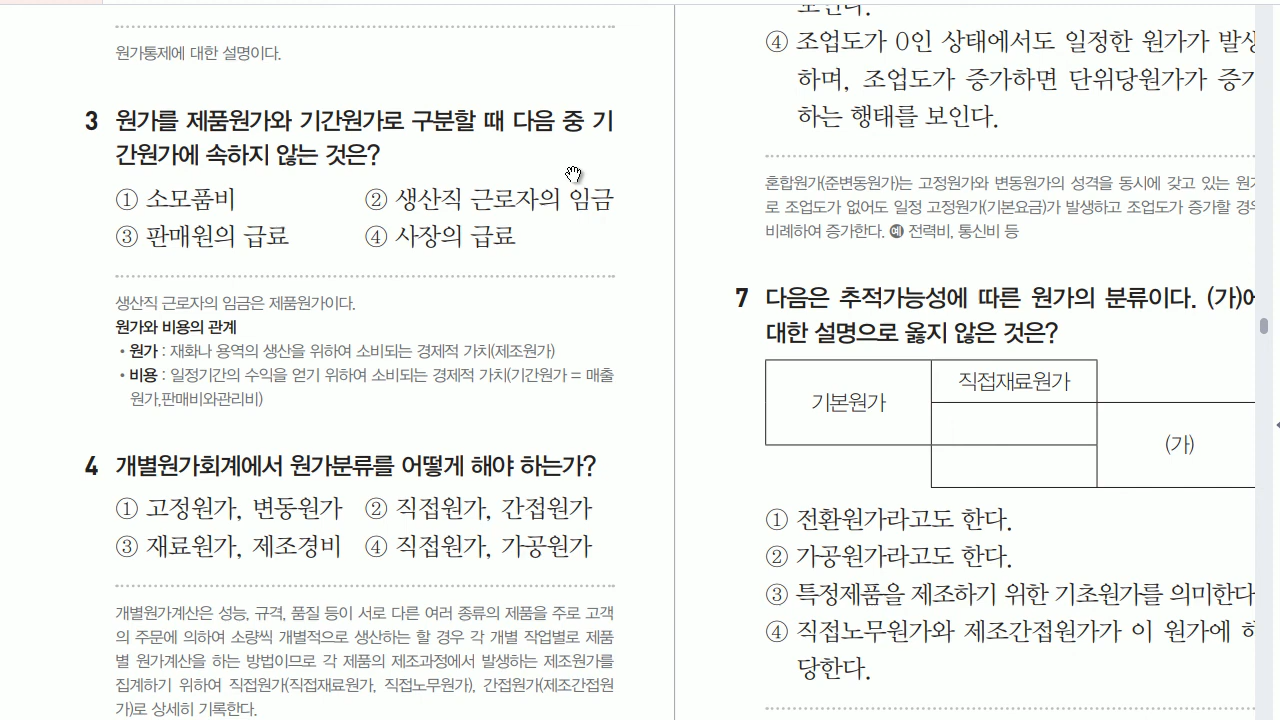 원가통제에 대한 설명이다.
3 원가를 제품원가와 기간원가로 구분할 때 다음 중 기
간원가에 속하지 않는 것은?
① 소모품비 ② 생산직 근로자의 임금
③ 판매원의 급료 ④ 사장의 급료
생산직 근로자의 임금은 제품원가이다.
원가와 비용의 관계
• 원가 : 재화나 용역의 생산을 위하여 소비되는 경제적 가치(제조원가)
• 비용 : 일정기간의 수익을 얻기 위하여 소비되는 경제적 가치(기간원가 = 매출
원가,판매비와관리비)
4 개별원가회계에서 원가분류를 어떻게 해야 하는가?
① 고정원가, 변동원가 ② 직접원가, 간접원가
③ 재료원가, 제조경비 ④ 직접원가, 가공원가
개별원가계산은 성능, 규격, 품질 등이 서로 다른 여러 종류의 제품을 주로 고객
의 주문에 의하여 소량씩 개별적으로 생산하는 할 경우 각 개별 작업별로 제품
별 원가계산을 하는 방법이므로 각 제품의 제조과정에서 발생하는 제조원가를
집계하기 위하여 직접원가(직접재료원가, 직접노무원가), 간접원가(제조간접원
가)로 상세히 기록한다.
보인다.
④ 조업도가 0인 상태에서도 일정한 원가가 발생
하며, 조업도가 증가하면 단위당원가가 증가
하는 행태를 보인다.
혼합원가(준변동원가)는 고정원가와 변동원가의 성격을 동시에 갖고 있는 원가
로 조업도가 없어도 일정 고정원가(기본요금)가 발생하고 조업도가 증가할 경우
비례하여 증가한다. 예 전력비, 통신비 등
7 다음은 추적가능성에 따른 원가의 분류이다. (가)에
대한 설명으로 옳지 않은 것은?
직접재료원가
기본원가
(가)
① 전환원가라고도 한다.
② 가공원가라고도 한다.
③ 특정제품을 제조하기 위한 기초원가를 의미한다
④ 직접노무원가와 제조간접원가가 이 원가에 해
당한다.